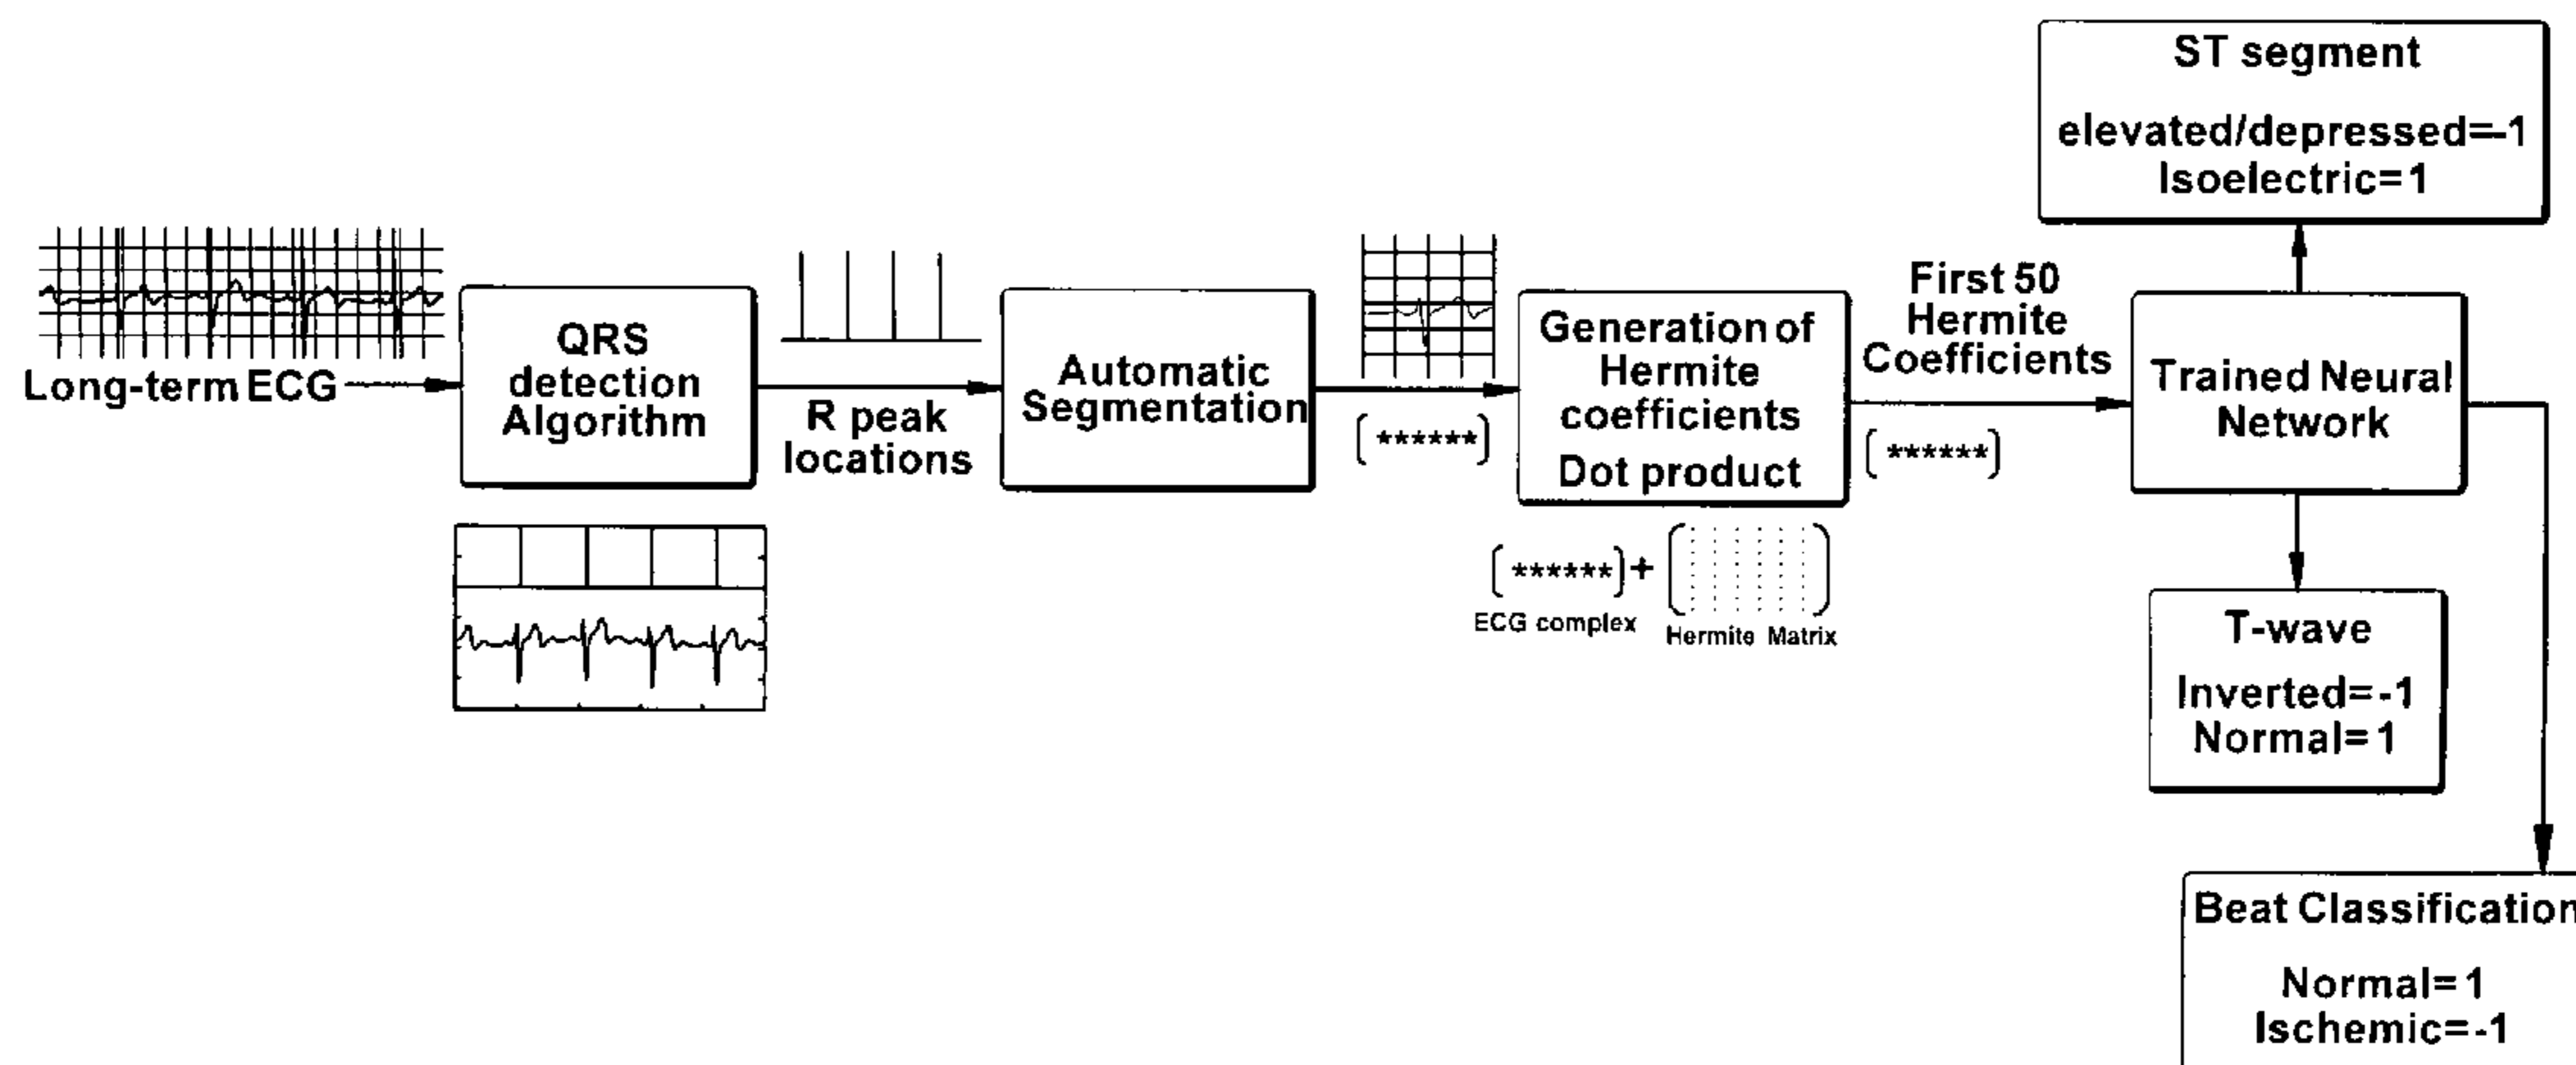 Long-term ECG
QRS
detection
Algorithm
R peak
locations
Automatic
Segmentation
[ ****** ]
Generation of
Hermite
coefficients
Dot product
[ ****** ] +
ECG complex
Hermite Matrix
First 50
Hermite
Coefficients
[ ****** ]
Trained Neural
Network
ST segment
elevated/depressed=-1
Isoelectric=1
T-wave
Inverted=-1
Normal=1
Beat Classification
Normal=1
Ischemic=-1